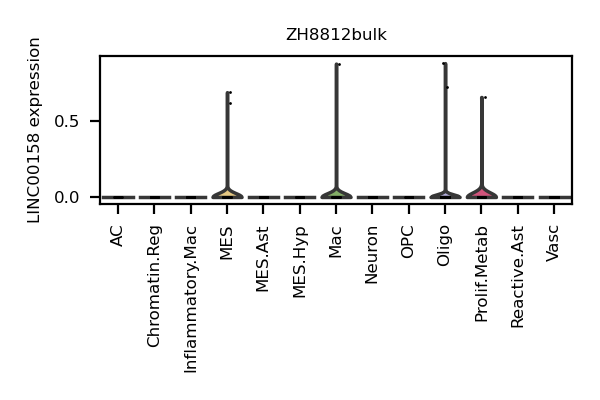 ZH8812bulk
LINC00158 expression
0.5
0.0
AC
Chromatin.Reg
Inflammatory.Mac
MES
MES.Ast
MES.Hyp
Mac
Neuron
OPC
Oligo
Prolif.Metab
Reactive.Ast
Vasc